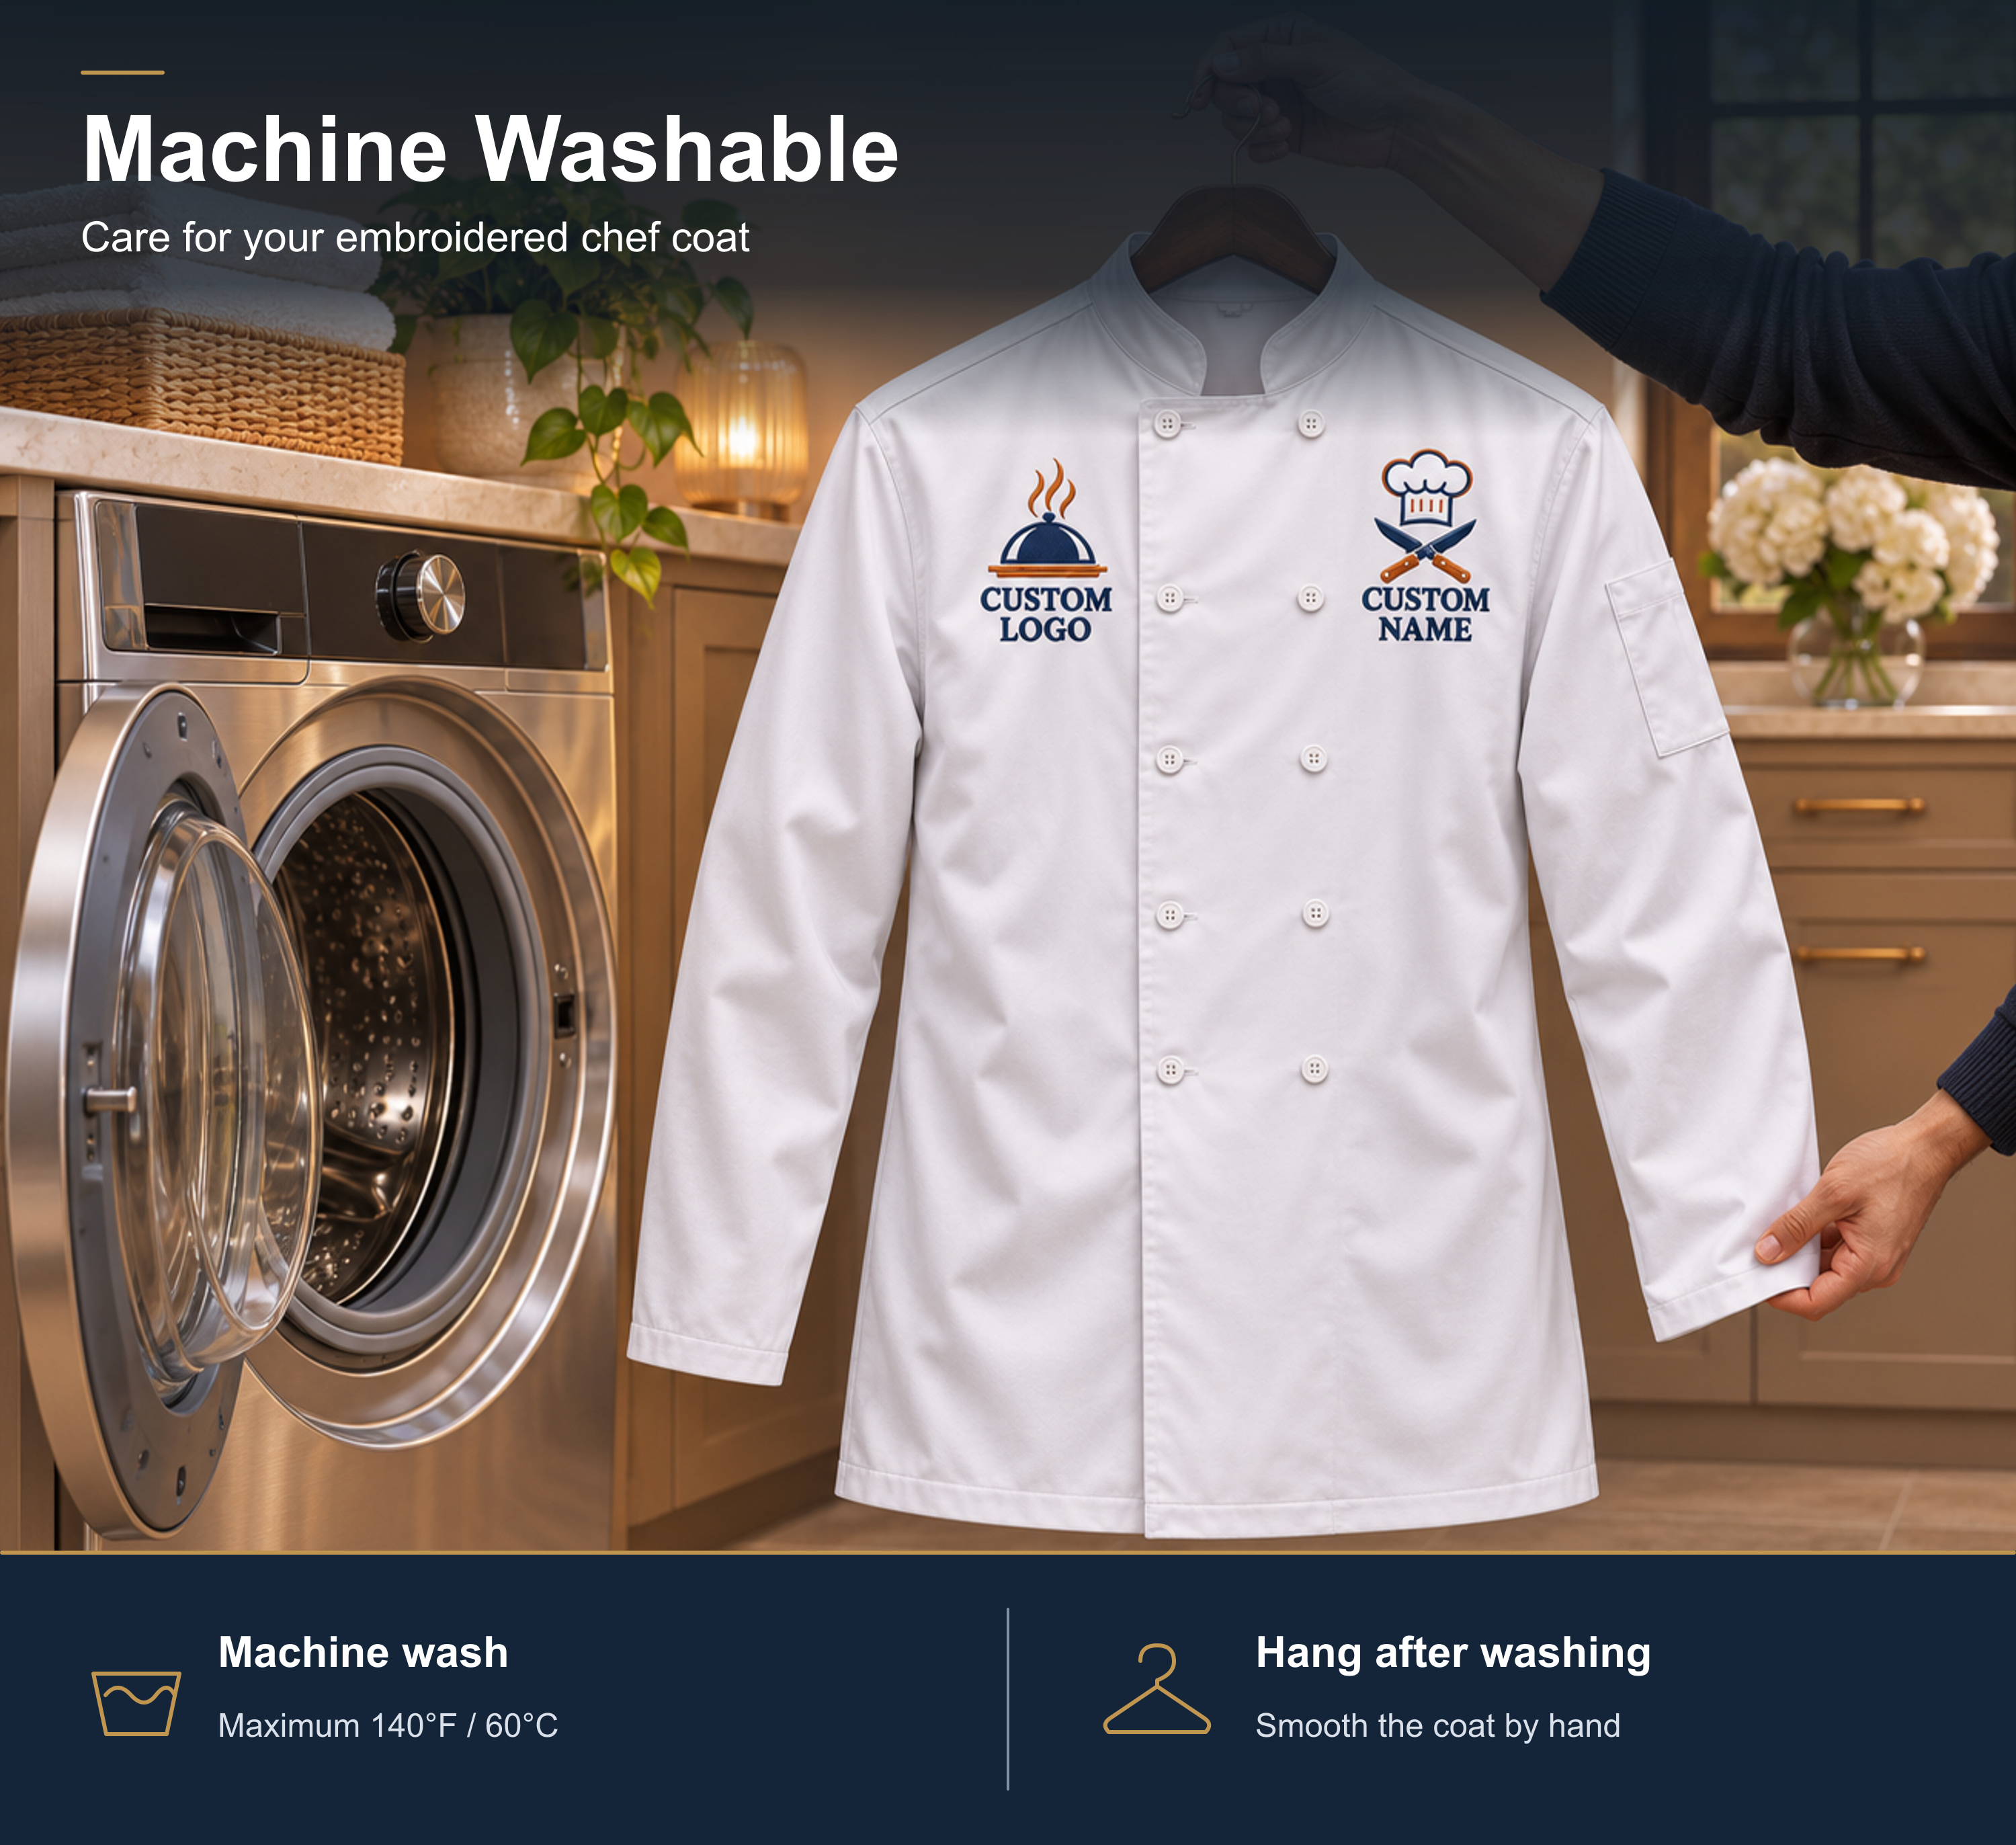 Machine Washable
Care for your embroidered chef coat
CUSTOM
LOGO
CUSTOM
NAME
Machine wash
Maximum 140°F / 60°C
Hang after washing
Smooth the coat by hand